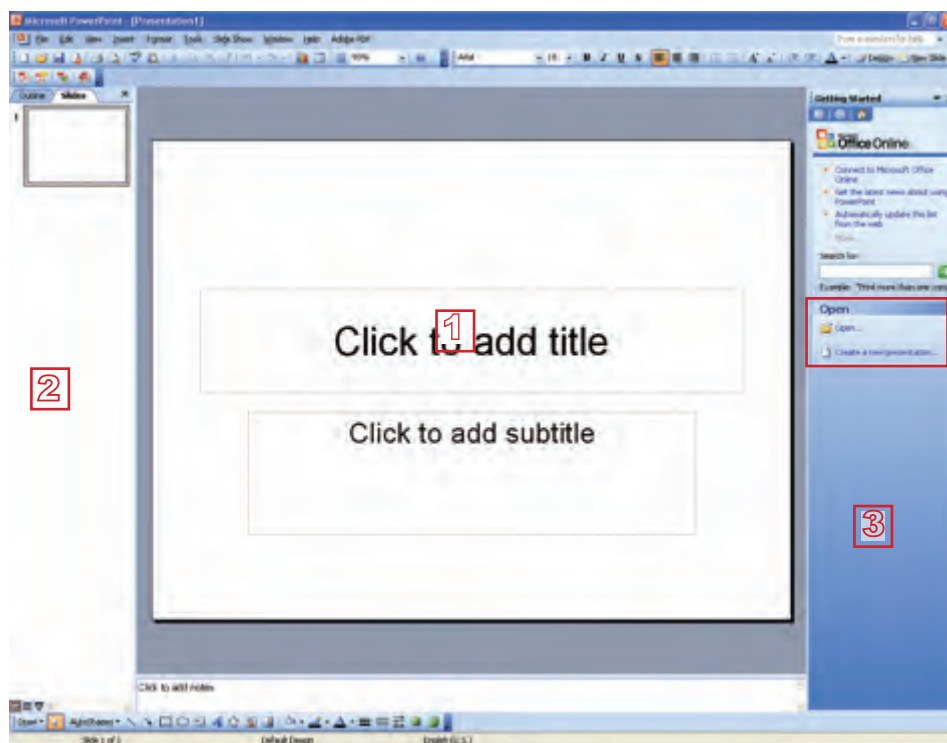 Microsoft PowerPoint - [Presentation1]
File Edit View Insert Format Tools Slide Show Window Help Adobe PDF
Type a question for help
90% Arial 18 B I U S A Design New Slide
Outline Slides
1
Getting Started
Office Online
Connect to Microsoft Office
Online
Get the latest news about using
PowerPoint
Automatically update this list
from the web
More...
Search for:
Example: "Print more than one
Open
Open...
Create a new presentation...
1
Click to add title
Click to add subtitle
2
3
Click to add notes
Draw AutoShapes
Slide 1 of 1 Default Design English (U.S.)